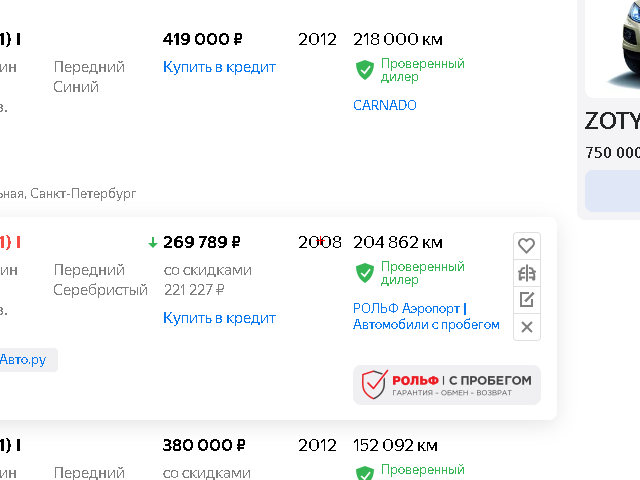 1} I 419 000 ₽ 2012 218 000 км
ин Передний Купить в кредит Проверенный
Синий дилер
в.
CARNADO
ZOTY
750 000
ьная, Санкт-Петербург
1} I 269 789 ₽ 2008 204 862 км
ин Передний со скидками Проверенный
Серебристый 221 227 ₽ дилер
в. Купить в кредит РОЛЬФ Аэропорт |
Автомобили с пробегом
Авто.ру
РОЛЬФ | С ПРОБЕГОМ
ГАРАНТИЯ - ОБМЕН - ВОЗВРАТ
1} I 380 000 ₽ 2012 152 092 км
ин Передний со скидками Проверенный